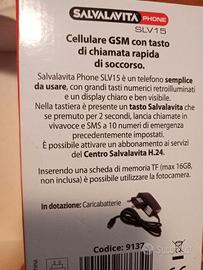 SALVALAVITA PHONE
SLV15
Cellulare GSM con tasto
di chiamata rapida
di soccorso.
Salvalavita Phone SLV15 è un telefono semplice
da usare, con grandi tasti numerici retroilluminati
e un display chiaro e ben visibile.
Nella tastiera è presente un tasto Salvalavita che
se premuto per 2 secondi, lancia chiamate in
vivavoce e SMS a 10 numeri di emergenza
precedentemente impostati.
È possibile attivare un abbonamento ai servizi
del Centro Salvalavita H.24.
Inserendo una scheda di memoria TF (max 16GB,
non inclusa) è possibile utilizzare la fotocamera.
In dotazione: Caricabatterie
Codice: 9137
subito